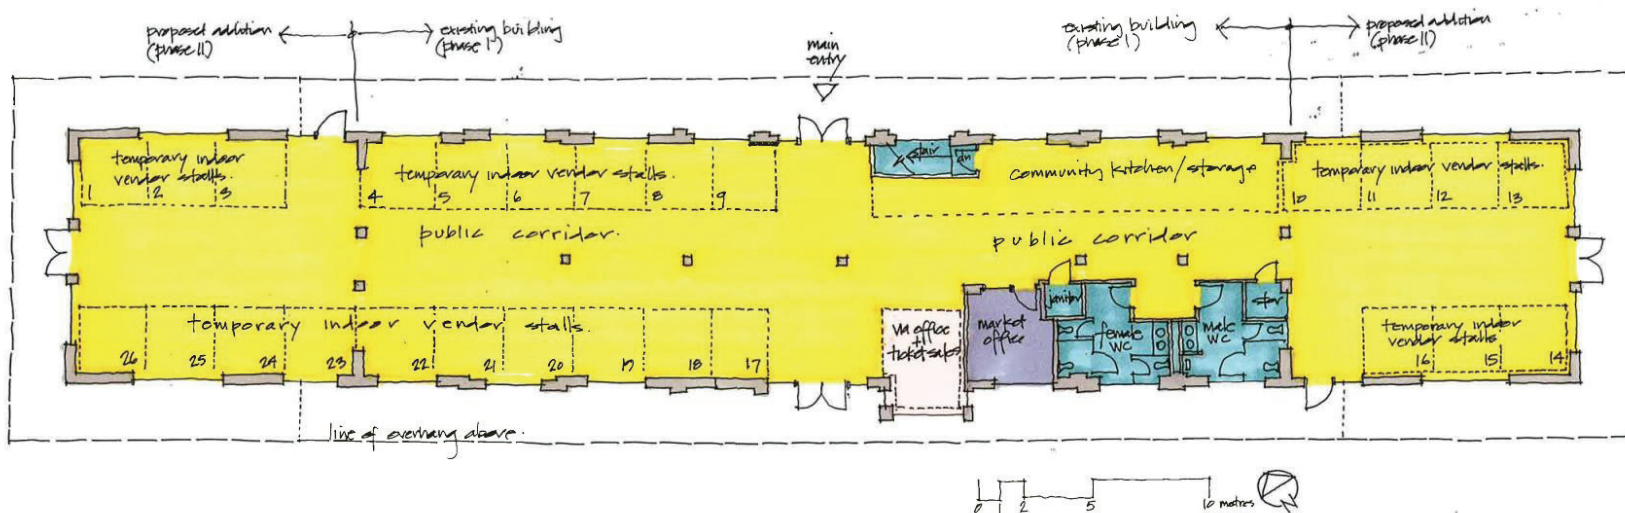 proposed addition
(phase II)
existing building
(phase I)
main
entry
existing building
(phase I)
proposed addition
(phase II)
temporary indoor
vendor stalls.
1 2 3
temporary indoor vendor stalls.
4 5 6 7 8 9
stair dn
community kitchen/storage
temporary indoor vendor stalls.
10 11 12 13
public corridor.
public corridor
temporary indoor vendor stalls.
26 25 24 23 22 21 20 19 18 17
via office
+
ticket sales
market
office
janitor
female
WC
male
WC
stor
temporary indoor
vendor stalls
16 15 14
line of overhang above.
0 1 2 5 10 metres
N